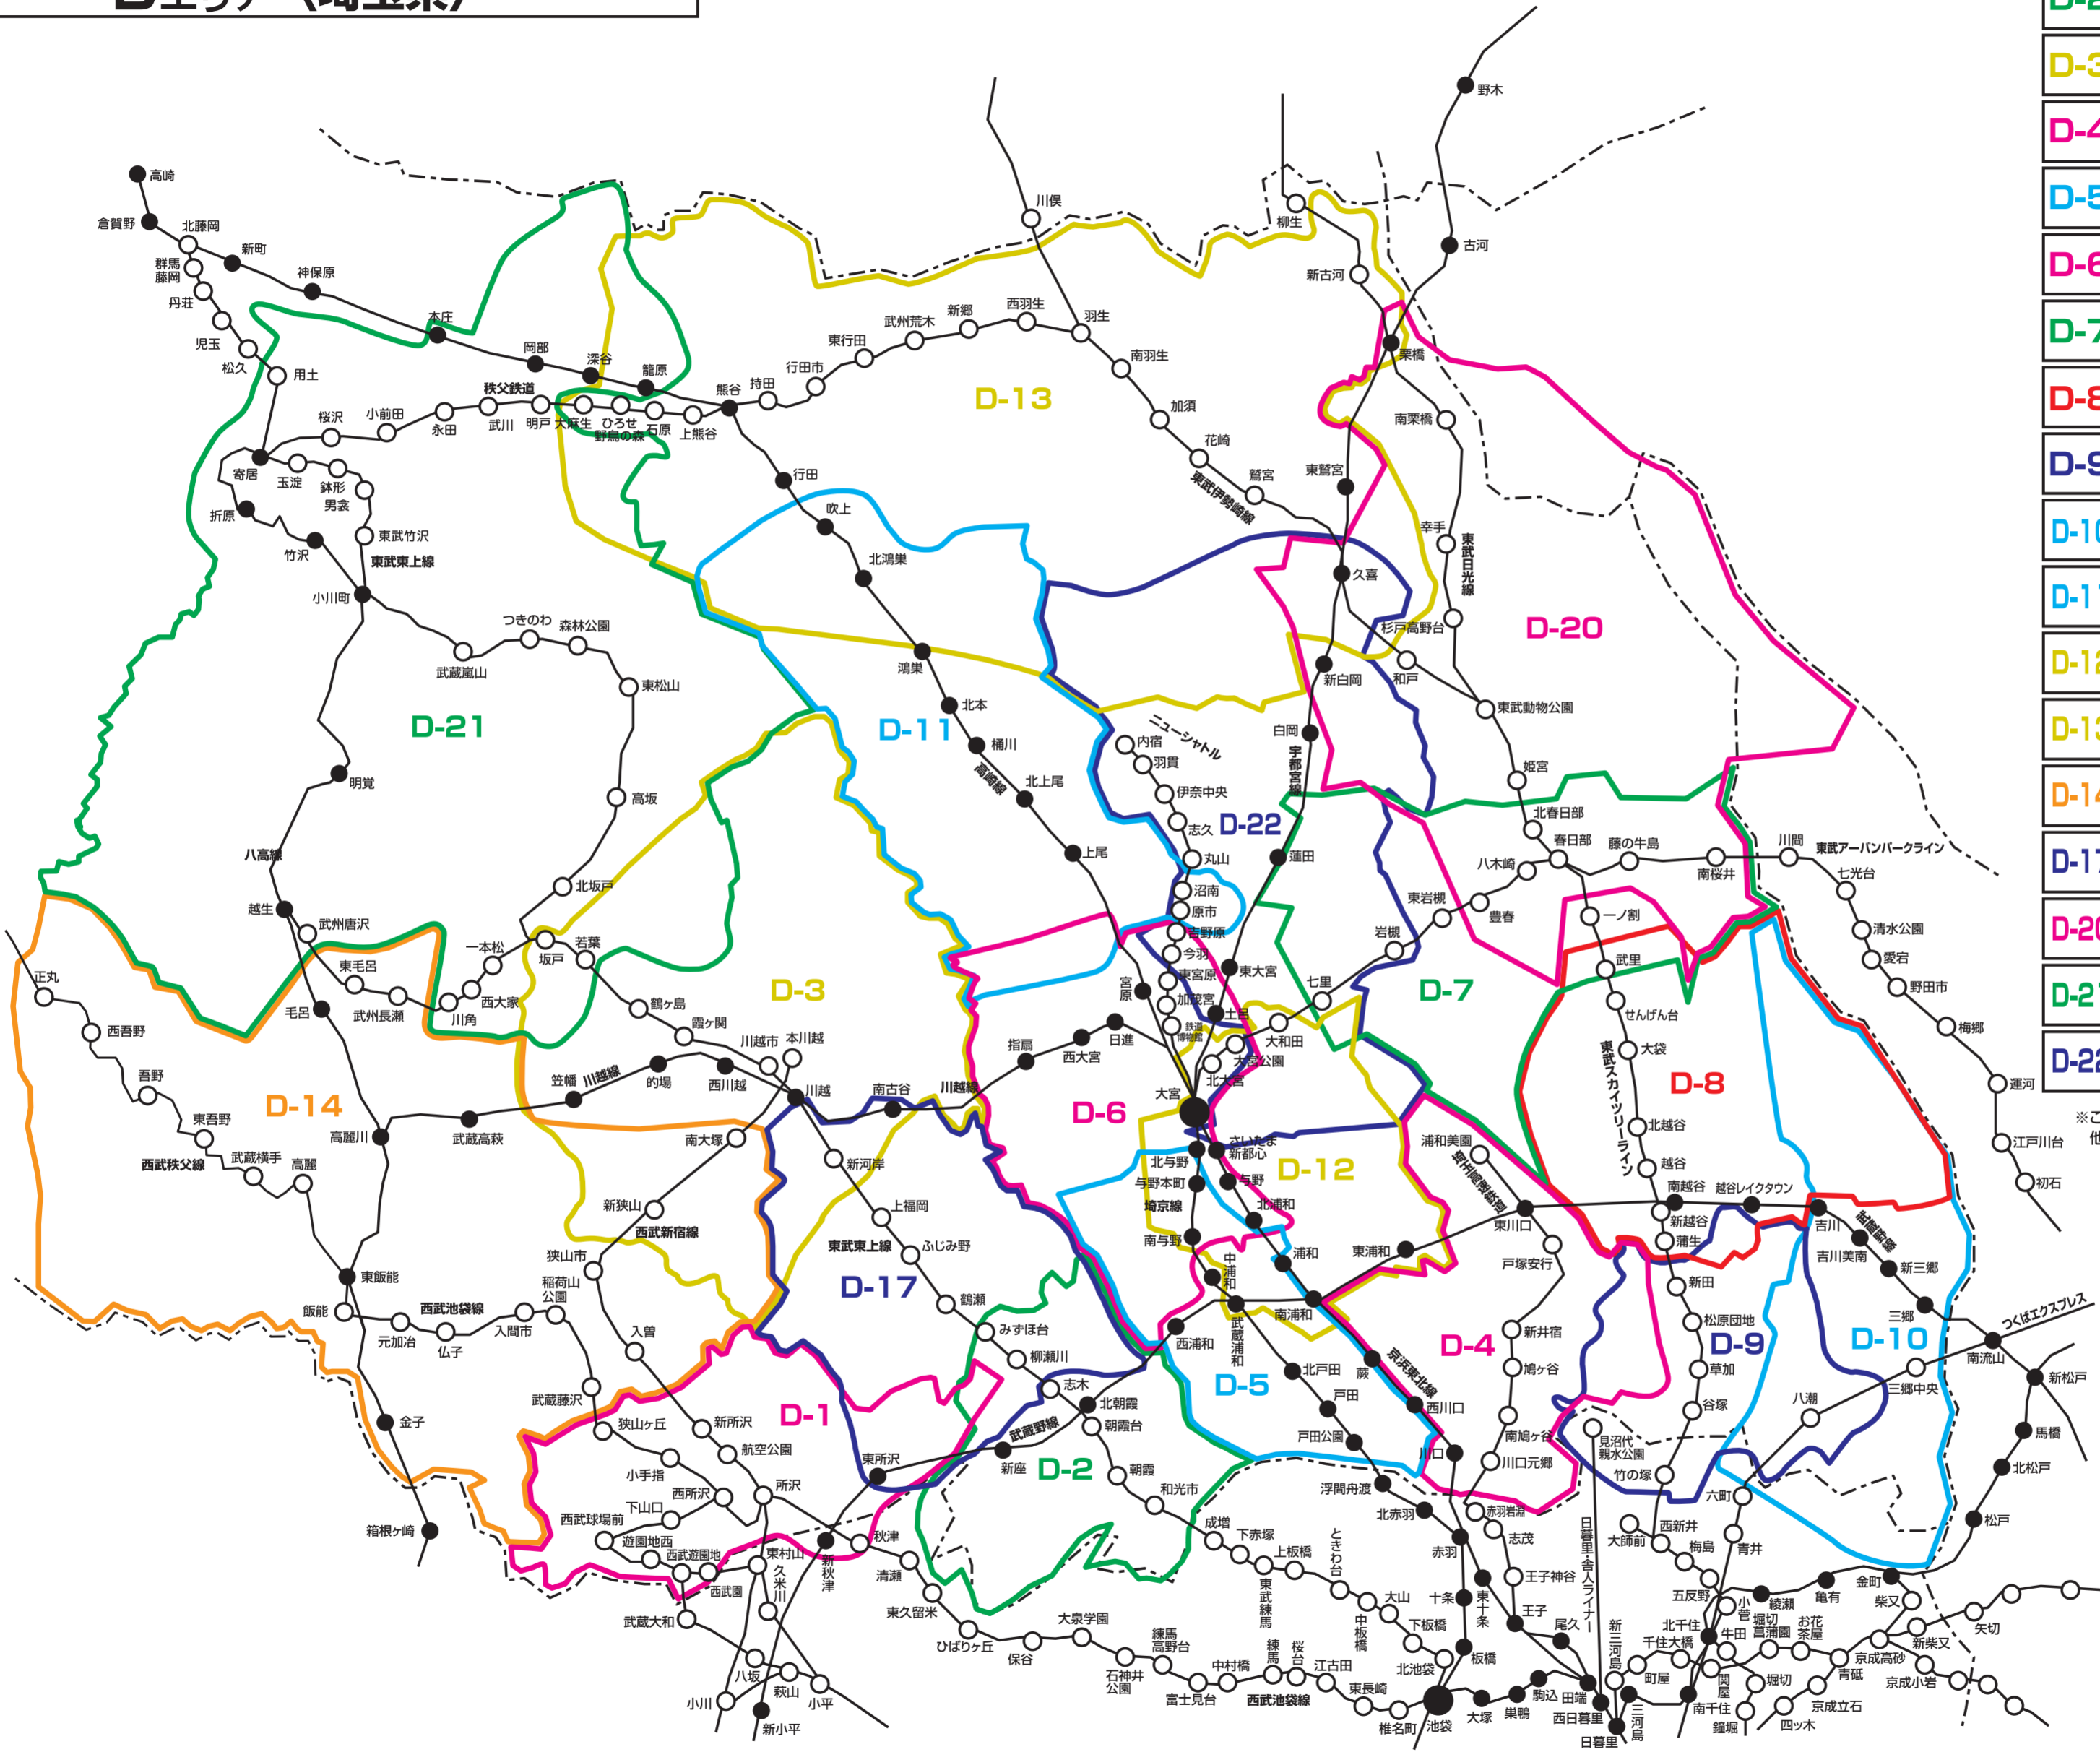 Dエリア（埼玉県）
D-2
D-3
D-4
D-5
D-6
D-7
D-8
D-9
D-10
D-11
D-12
D-13
D-14
D-17
D-20
D-21
D-22
野木
高崎
倉賀野
北藤岡
群馬
藤岡
新町
丹荘
神保原
児玉
松久
用土
本庄
岡部
深谷
籠原
熊谷
秩父鉄道
桜沢
小前田
永田
武川
明戸
大麻生
ひろせ
野鳥の森
石原
上熊谷
持田
行田市
東行田
武州荒木
新郷
西羽生
羽生
川俣
南羽生
加須
花崎
鷲宮
東武伊勢崎線
柳生
新古河
古河
栗橋
南栗橋
東鷲宮
幸手
東武日光線
久喜
杉戸高野台
和戸
東武動物公園
新白岡
白岡
宇都宮線
蓮田
寄居
玉淀
鉢形
男衾
折原
竹沢
東武竹沢
東武東上線
小川町
つきのわ
森林公園
武蔵嵐山
東松山
高坂
北坂戸
明覚
八高線
越生
武州唐沢
東毛呂
毛呂
武州長瀬
川角
西大家
一本松
坂戸
若葉
鶴ヶ島
霞ヶ関
川越市
本川越
川越
行田
吹上
北鴻巣
鴻巣
北本
桶川
高崎線
北上尾
上尾
宮原
D-13
D-11
D-21
D-20
D-22
D-3
D-7
D-8
D-6
D-12
D-14
D-17
D-1
D-2
D-5
D-4
D-9
D-10
ニューシャトル
内宿
羽貫
伊奈中央
志久
丸山
沼南
原市
吉野原
今羽
東宮原
加茂宮
鉄道
博物館
東大宮
土呂
大和田
大宮公園
北大宮
大宮
七里
岩槻
東岩槻
豊春
八木崎
春日部
北春日部
姫宮
藤の牛島
南桜井
川間
東武アーバンパークライン
七光台
清水公園
愛宕
野田市
梅郷
運河
江戸川台
初石
一ノ割
武里
せんげん台
大袋
北越谷
越谷
東武スカイツリーライン
南越谷
新越谷
越谷レイクタウン
吉川
武蔵野線
吉川美南
新三郷
三郷
つくばエクスプレス
南流山
三郷中央
八潮
新松戸
馬橋
北松戸
松戸
蒲生
新田
松原団地
草加
谷塚
竹の塚
六町
西新井
大師前
梅島
青井
五反野
小菅
綾瀬
亀有
金町
柴又
新柴又
矢切
北千住
千住大橋
牛田
堀切
菖蒲園
お花
茶屋
青砥
京成高砂
京成小岩
関屋
堀切
京成立石
四ッ木
鐘堀
南千住
町屋
新三河島
三河島
日暮里
西日暮里
田端
駒込
巣鴨
大塚
池袋
板橋
十条
東十条
王子
尾久
王子神谷
志茂
赤羽岩淵
赤羽
北赤羽
浮間舟渡
戸田公園
戸田
北戸田
武蔵浦和
中浦和
南与野
埼京線
与野本町
北与野
さいたま
新都心
与野
北浦和
浦和
南浦和
西浦和
東浦和
蕨
京浜東北線
西川口
川口
川口元郷
南鳩ヶ谷
鳩ヶ谷
新井宿
戸塚安行
東川口
浦和美園
埼玉高速鉄道
見沼代
親水公園
日暮里・舎人ライナー
日進
西大宮
指扇
川越線
南古谷
西川越
的場
川越線
笠幡
武蔵高萩
高麗川
南大塚
新狭山
西武新宿線
狭山市
入曽
新所沢
航空公園
所沢
東村山
久米川
新河岸
上福岡
ふじみ野
東武東上線
鶴瀬
みずほ台
柳瀬川
志木
北朝霞
朝霞台
朝霞
和光市
成増
下赤塚
東武練馬
上板橋
ときわ台
中板橋
大山
下板橋
北池袋
武蔵野線
新座
東所沢
新秋津
秋津
清瀬
東久留米
ひばりヶ丘
保谷
大泉学園
石神井
公園
練馬
高野台
富士見台
中村橋
練馬
桜台
江古田
西武池袋線
東長崎
椎名町
正丸
西吾野
吾野
東吾野
西武秩父線
武蔵横手
高麗
東飯能
飯能
元加治
西武池袋線
仏子
入間市
稲荷山
公園
武蔵藤沢
狭山ヶ丘
小手指
西所沢
下山口
西武球場前
遊園地西
西武遊園地
西武園
武蔵大和
八坂
萩山
小平
小川
新小平
金子
箱根ヶ崎
※こ
他